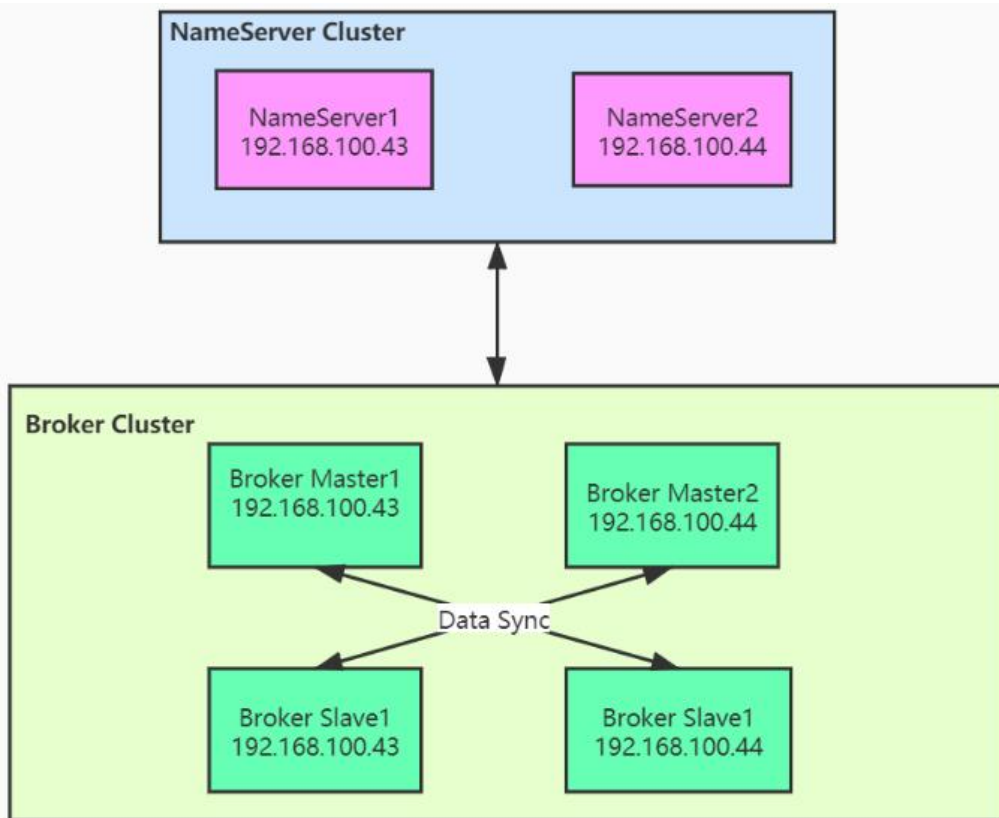 NameServer Cluster
NameServer1
192.168.100.43
NameServer2
192.168.100.44
Broker Cluster
Broker Master1
192.168.100.43
Broker Master2
192.168.100.44
Data Sync
Broker Slave1
192.168.100.43
Broker Slave1
192.168.100.44